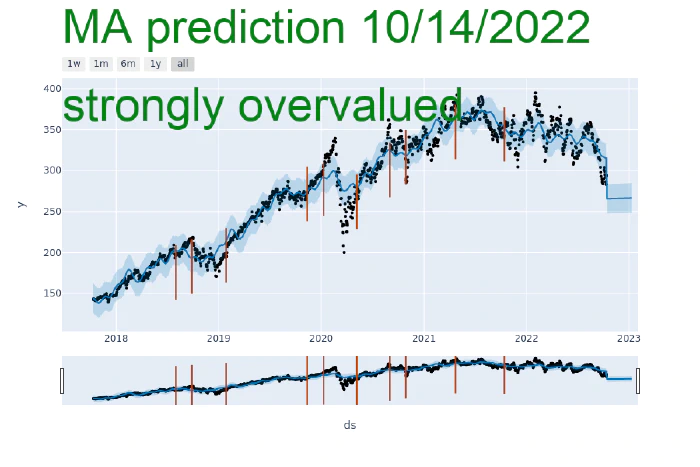 MA prediction 10/14/2022
1w 1m 6m 1y all
strongly overvalued
400
350
300
250
200
150
y
2018 2019 2020 2021 2022 2023
ds